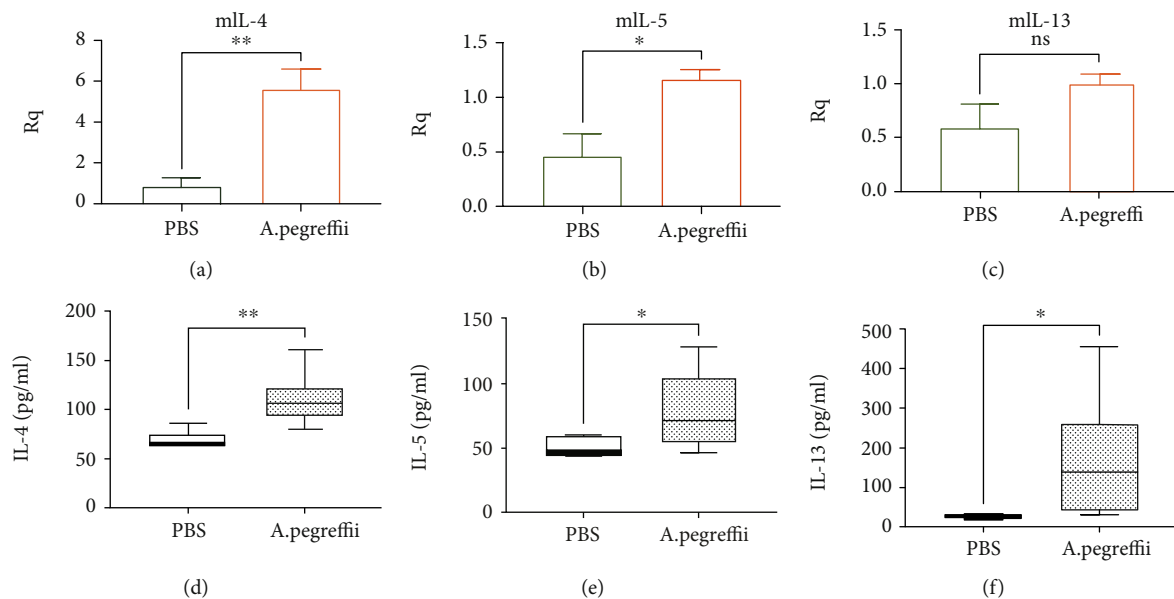 mIL-4
**
8
6
4
2
0
Rq
PBS
A.pegreffii
(a)
mIL-5
*
1.5
1.0
0.5
0.0
Rq
PBS
A.pegreffii
(b)
mIL-13
ns
1.5
1.0
0.5
0.0
Rq
PBS
A.pegreffi
(c)
**
200
150
100
50
0
IL-4 (pg/ml)
PBS
A.pegreffii
(d)
*
150
100
50
0
IL-5 (pg/ml)
PBS
A.pegreffii
(e)
*
500
400
300
200
100
0
IL-13 (pg/ml)
PBS
A.pegreffii
(f)